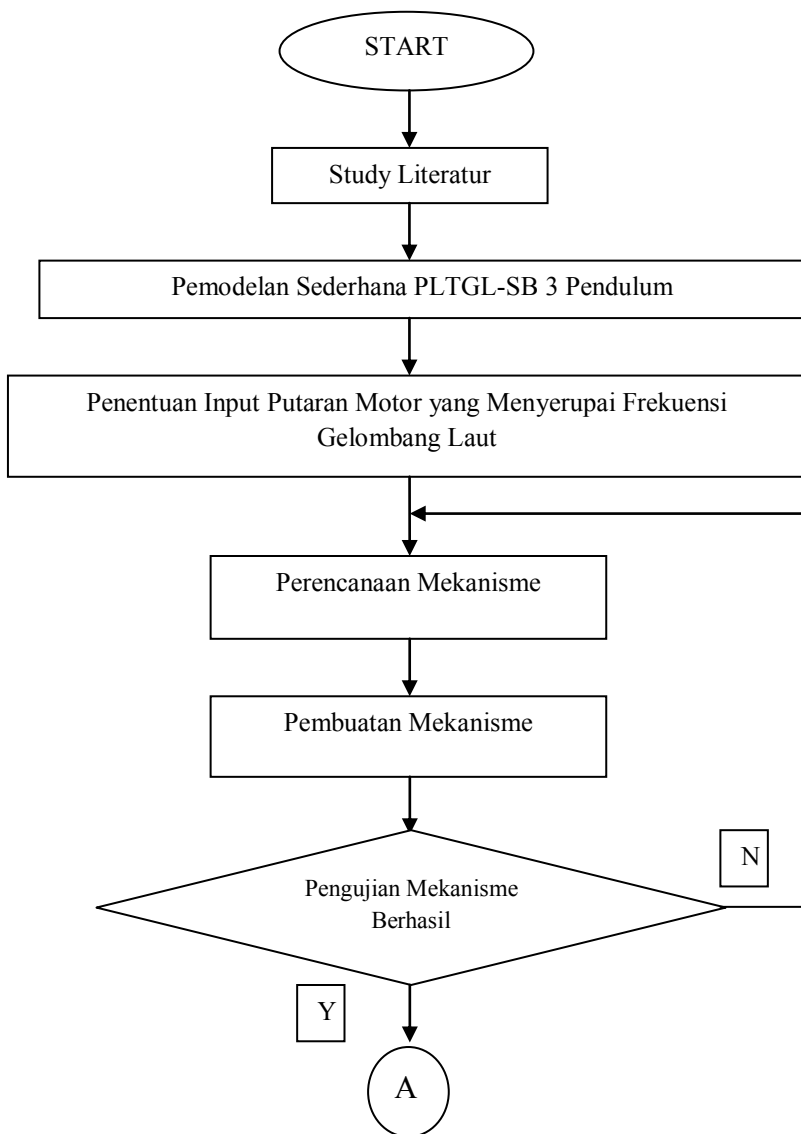 START
Study Literatur
Pemodelan Sederhana PLTGL-SB 3 Pendulum
Penentuan Input Putaran Motor yang Menyerupai Frekuensi
Gelombang Laut
Perencanaan Mekanisme
Pembuatan Mekanisme
Pengujian Mekanisme
Berhasil
N
Y
A